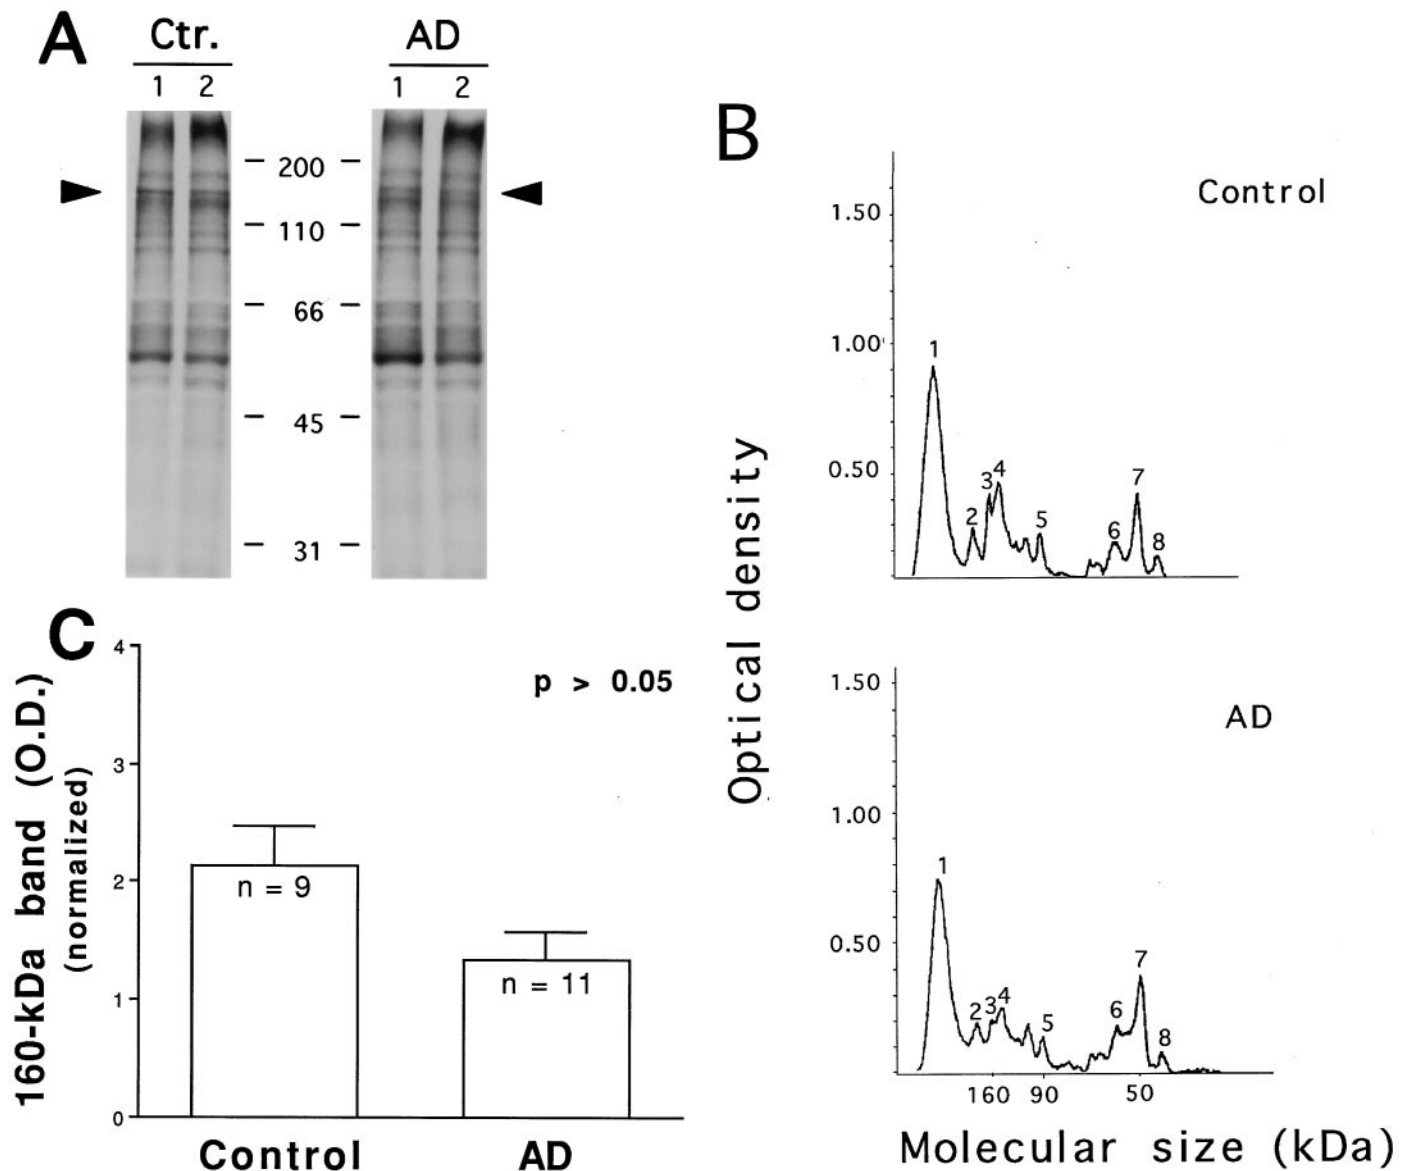 A
Ctr.
AD
1 2
1 2
200
110
66
45
31
B
Control
1.50
1.00
0.50
1
2
3
4
5
6
7
8
AD
1.50
1.00
0.50
1
2
3
4
5
6
7
8
160 90 50
Optical density
Molecular size (kDa)
C
160-kDa band (O.D.)
(normalized)
4
3
2
1
0
p > 0.05
n = 9
n = 11
Control AD